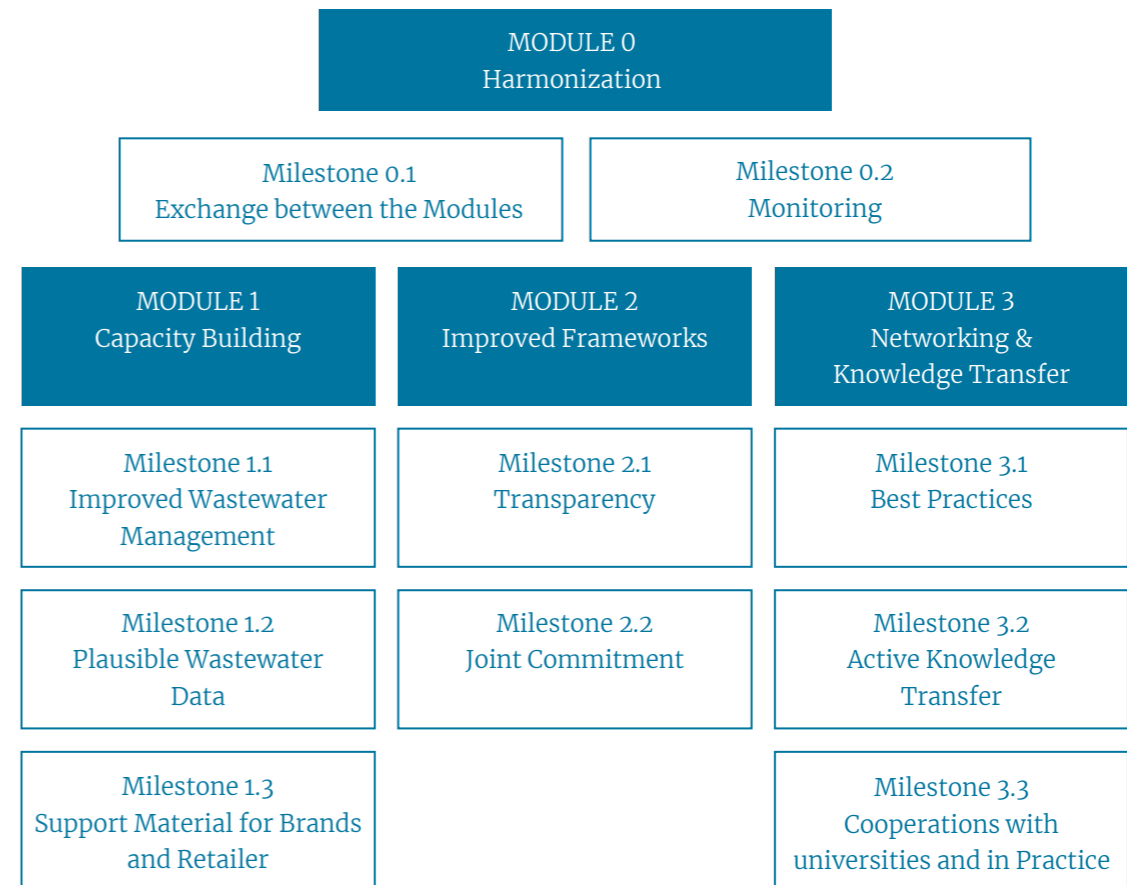 MODULE 0
Harmonization
Milestone 0.1
Exchange between the Modules
Milestone 0.2
Monitoring
MODULE 1
Capacity Building
MODULE 2
Improved Frameworks
MODULE 3
Networking &
Knowledge Transfer
Milestone 1.1
Improved Wastewater
Management
Milestone 2.1
Transparency
Milestone 3.1
Best Practices
Milestone 1.2
Plausible Wastewater
Data
Milestone 2.2
Joint Commitment
Milestone 3.2
Active Knowledge
Transfer
Milestone 1.3
Support Material for Brands
and Retailer
Milestone 3.3
Cooperations with
universities and in Practice